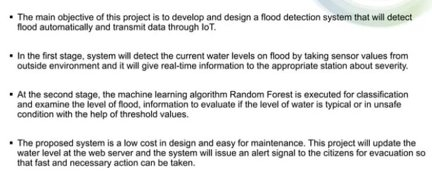 ▪ The main objective of this project is to develop and design a flood detection system that will detect
flood automatically and transmit data through IoT.
▪ In the first stage, system will detect the current water levels on flood by taking sensor values from
outside environment and it will give real-time information to the appropriate station about severity.
▪ At the second stage, the machine learning algorithm Random Forest is executed for classification
and examine the level of flood, information to evaluate if the level of water is typical or in unsafe
condition with the help of threshold values.
▪ The proposed system is a low cost in design and easy for maintenance. This project will update the
water level at the web server and the system will issue an alert signal to the citizens for evacuation so
that fast and necessary action can be taken.